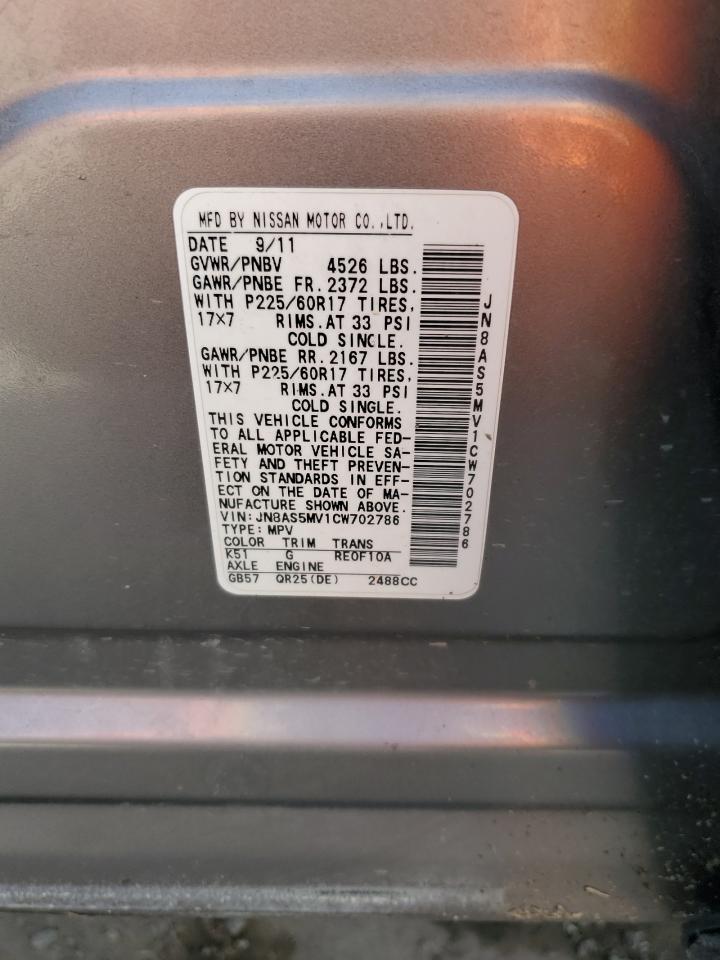 MFD BY NISSAN MOTOR CO.,LTD.
DATE 9/11
GVWR/PNBV 4526 LBS.
GAWR/PNBE FR. 2372 LBS.
WITH P225/60R17 TIRES,
17×7 RIMS.AT 33 PSI
COLD SINGLE.
GAWR/PNBE RR. 2167 LBS.
WITH P225/60R17 TIRES,
17×7 RIMS.AT 33 PSI
COLD SINGLE.
THIS VEHICLE CONFORMS
TO ALL APPLICABLE FED-
ERAL MOTOR VEHICLE SA-
FETY AND THEFT PREVEN-
TION STANDARDS IN EFF-
ECT ON THE DATE OF MA-
NUFACTURE SHOWN ABOVE.
VIN:JN8AS5MV1CW702786
TYPE:MPV
COLOR TRIM TRANS
K51 G RE0F10A
AXLE ENGINE
GB57 QR25(DE) 2488CC
JN8AS5MV1CW702786